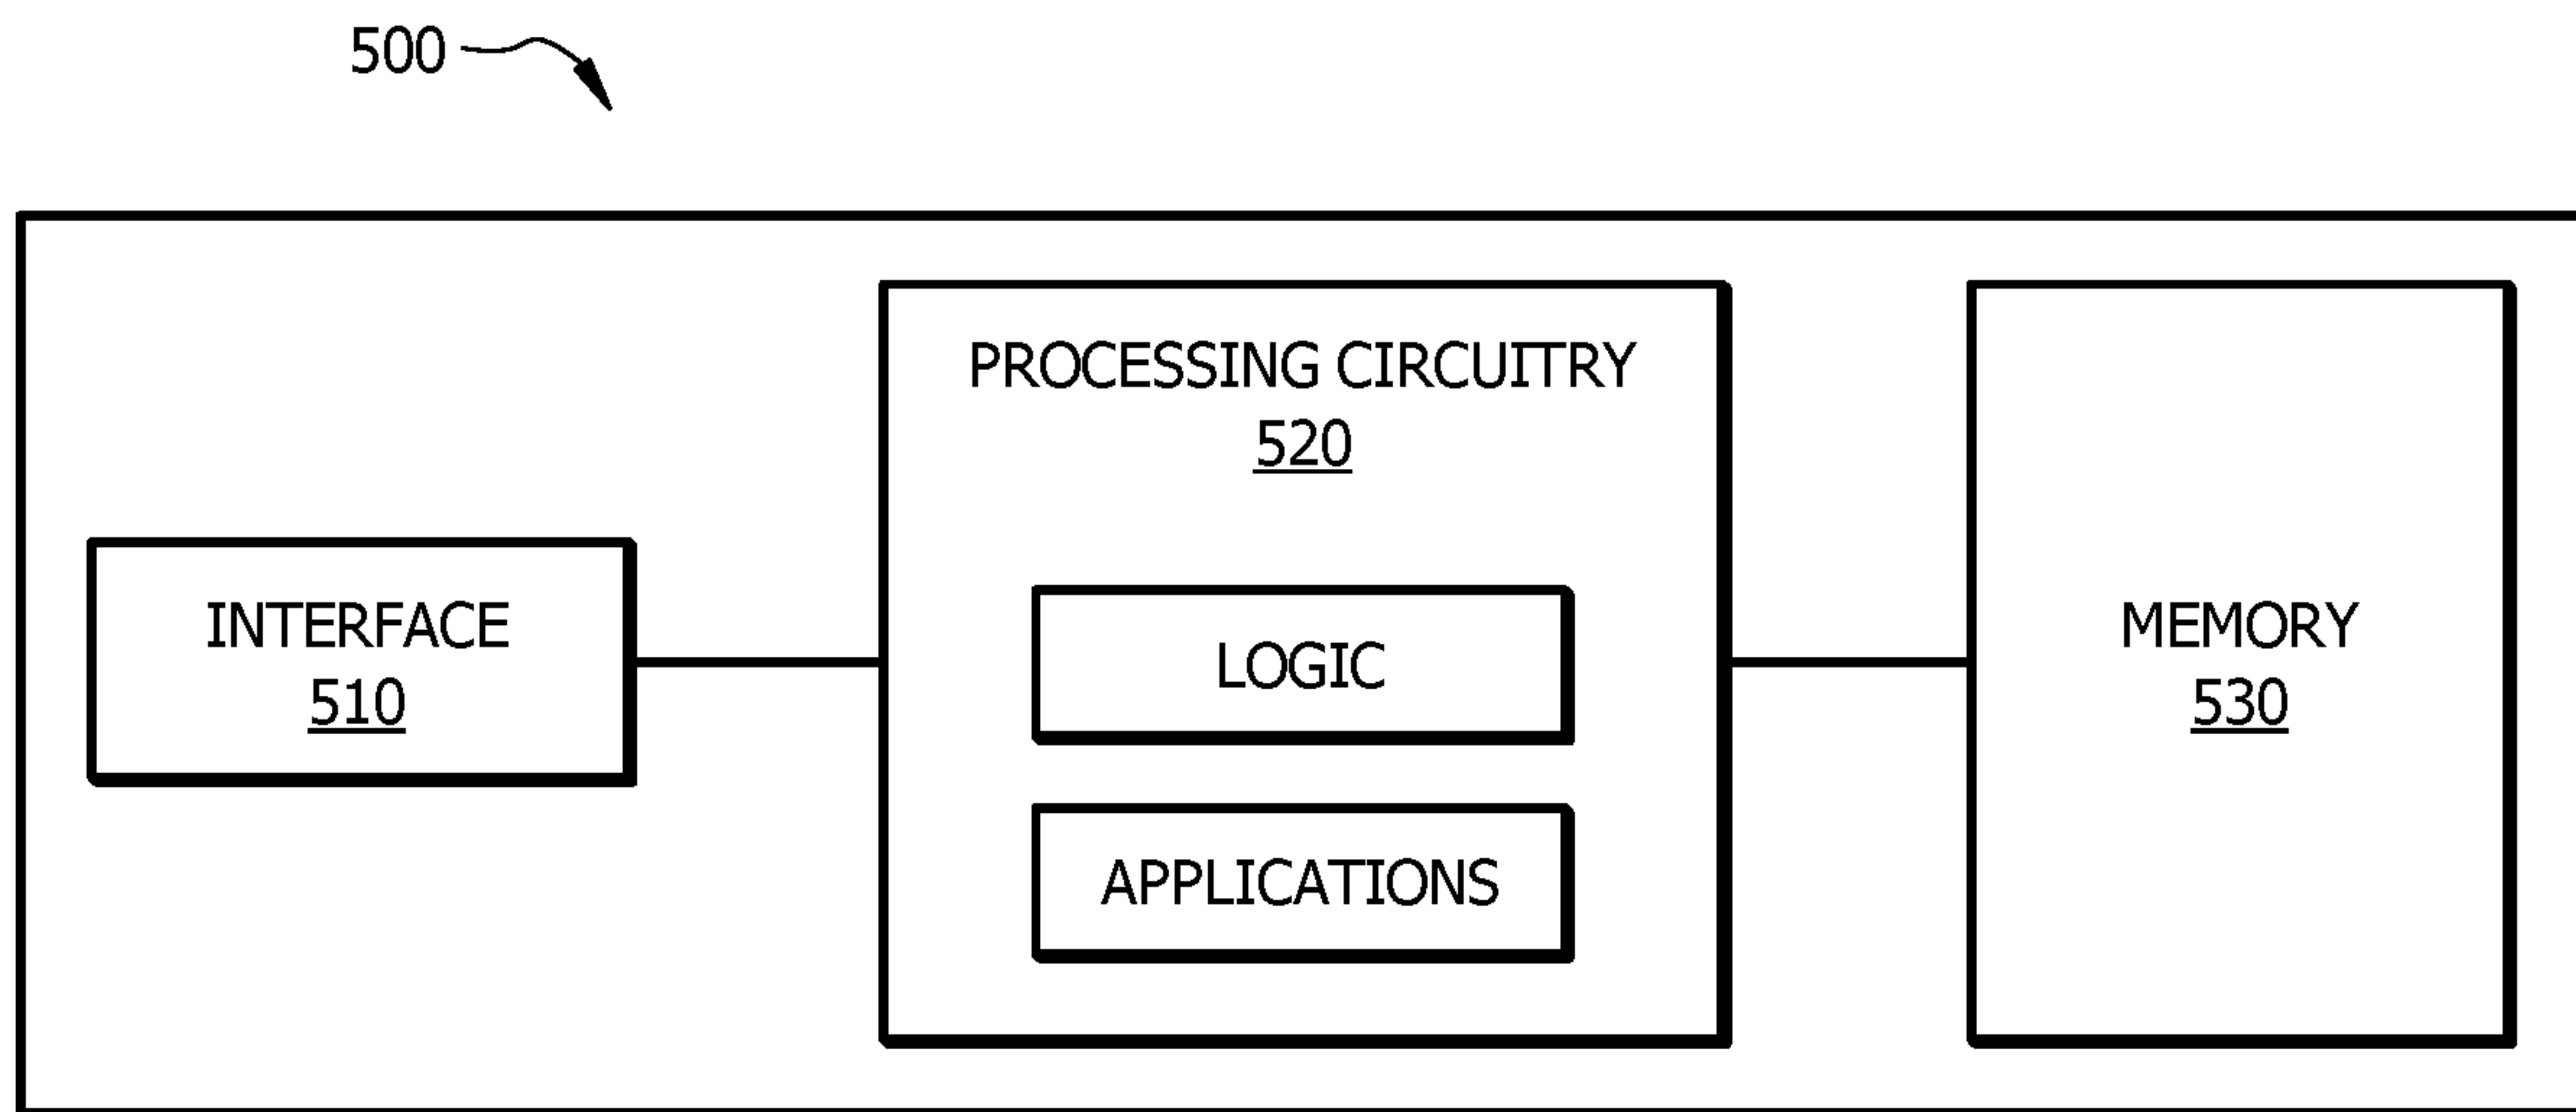 500
INTERFACE
510
PROCESSING CIRCUITRY
520
LOGIC
APPLICATIONS
MEMORY
530